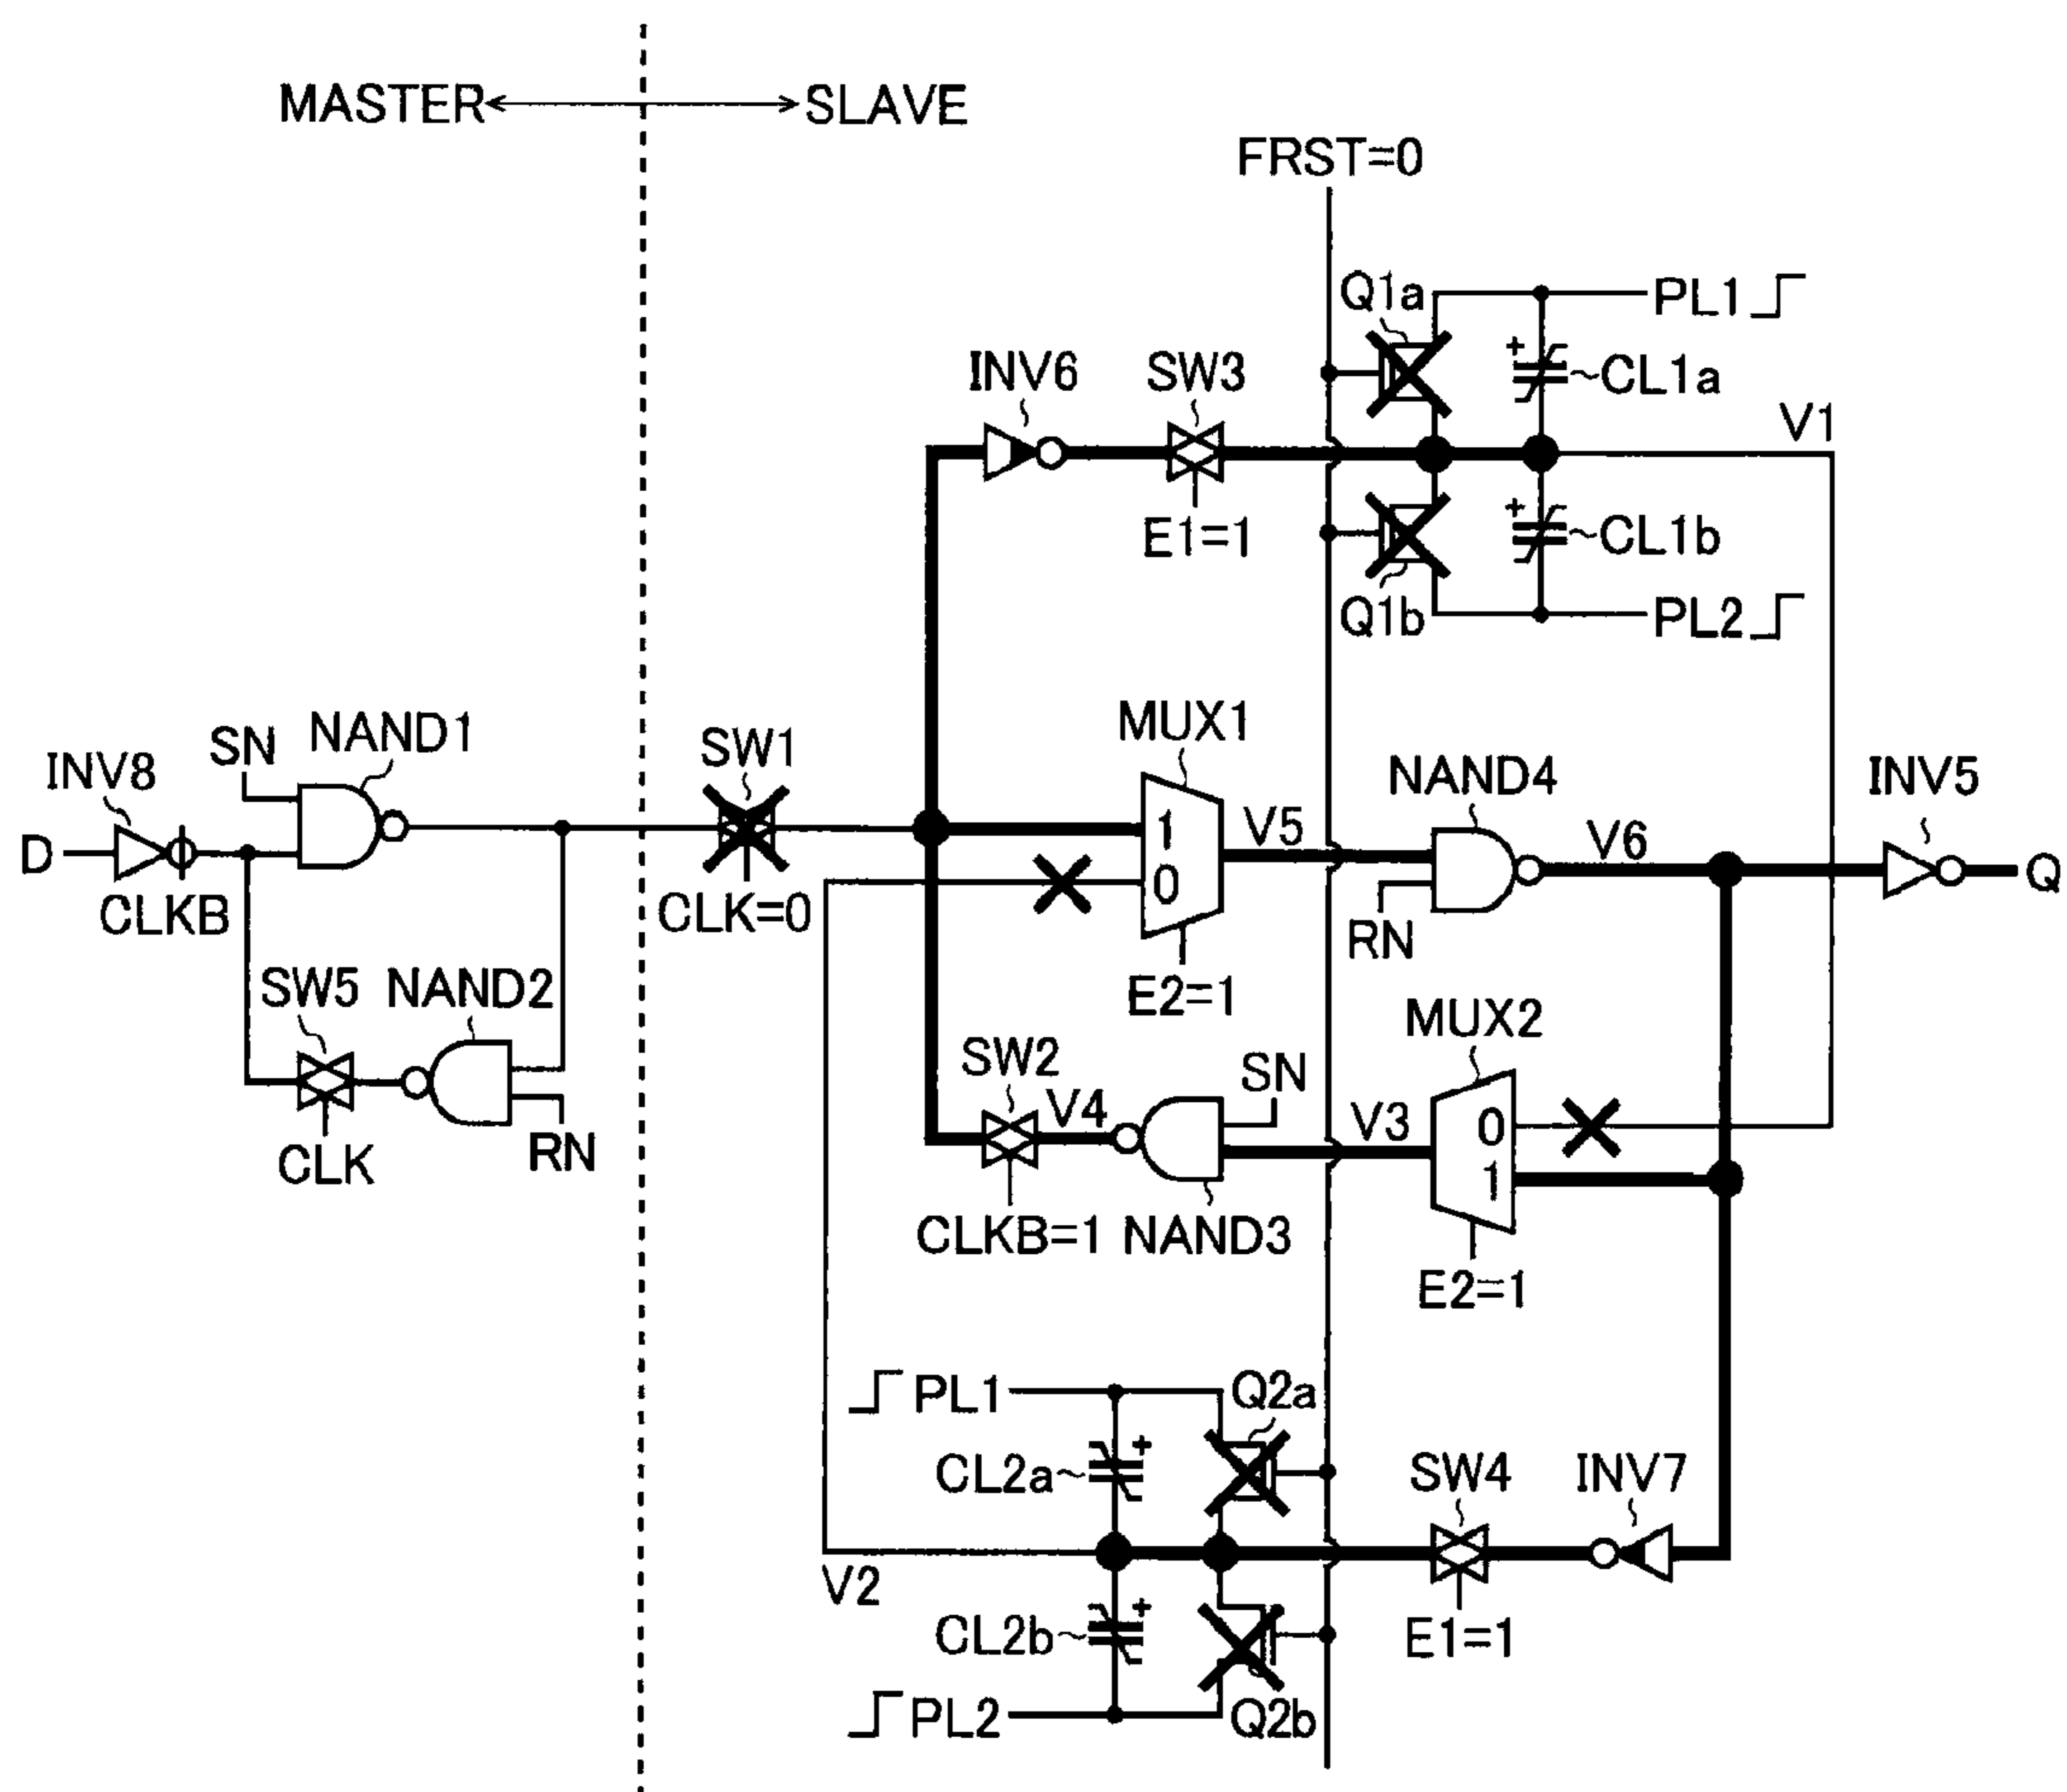 MASTER SLAVE
FRST=0
Q1a
PL1
INV6
SW3
CL1a
V1
E1=1
CL1b
Q1b
PL2
MUX1
INV8
SN
NAND1
SW1
NAND4
INV5
1
V5
V6
D
0
Q
CLKB
CLK=0
RN
SW5
NAND2
E2=1
MUX2
SW2
V4
SN
V3
0
1
CLK
RN
CLKB=1
NAND3
E2=1
PL1
Q2a
CL2a
SW4
INV7
V2
CL2b
E1=1
PL2
Q2b